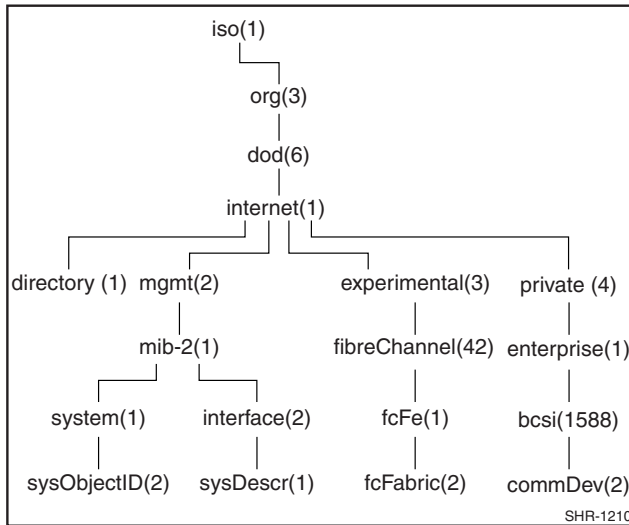 iso(1)
org(3)
dod(6)
internet(1)
directory (1) mgmt(2) experimental(3) private (4)
mib-2(1) fibreChannel(42) enterprise(1)
system(1) interface(2) fcFe(1) bcsi(1588)
sysObjectID(2) sysDescr(1) fcFabric(2) commDev(2)
SHR-1210